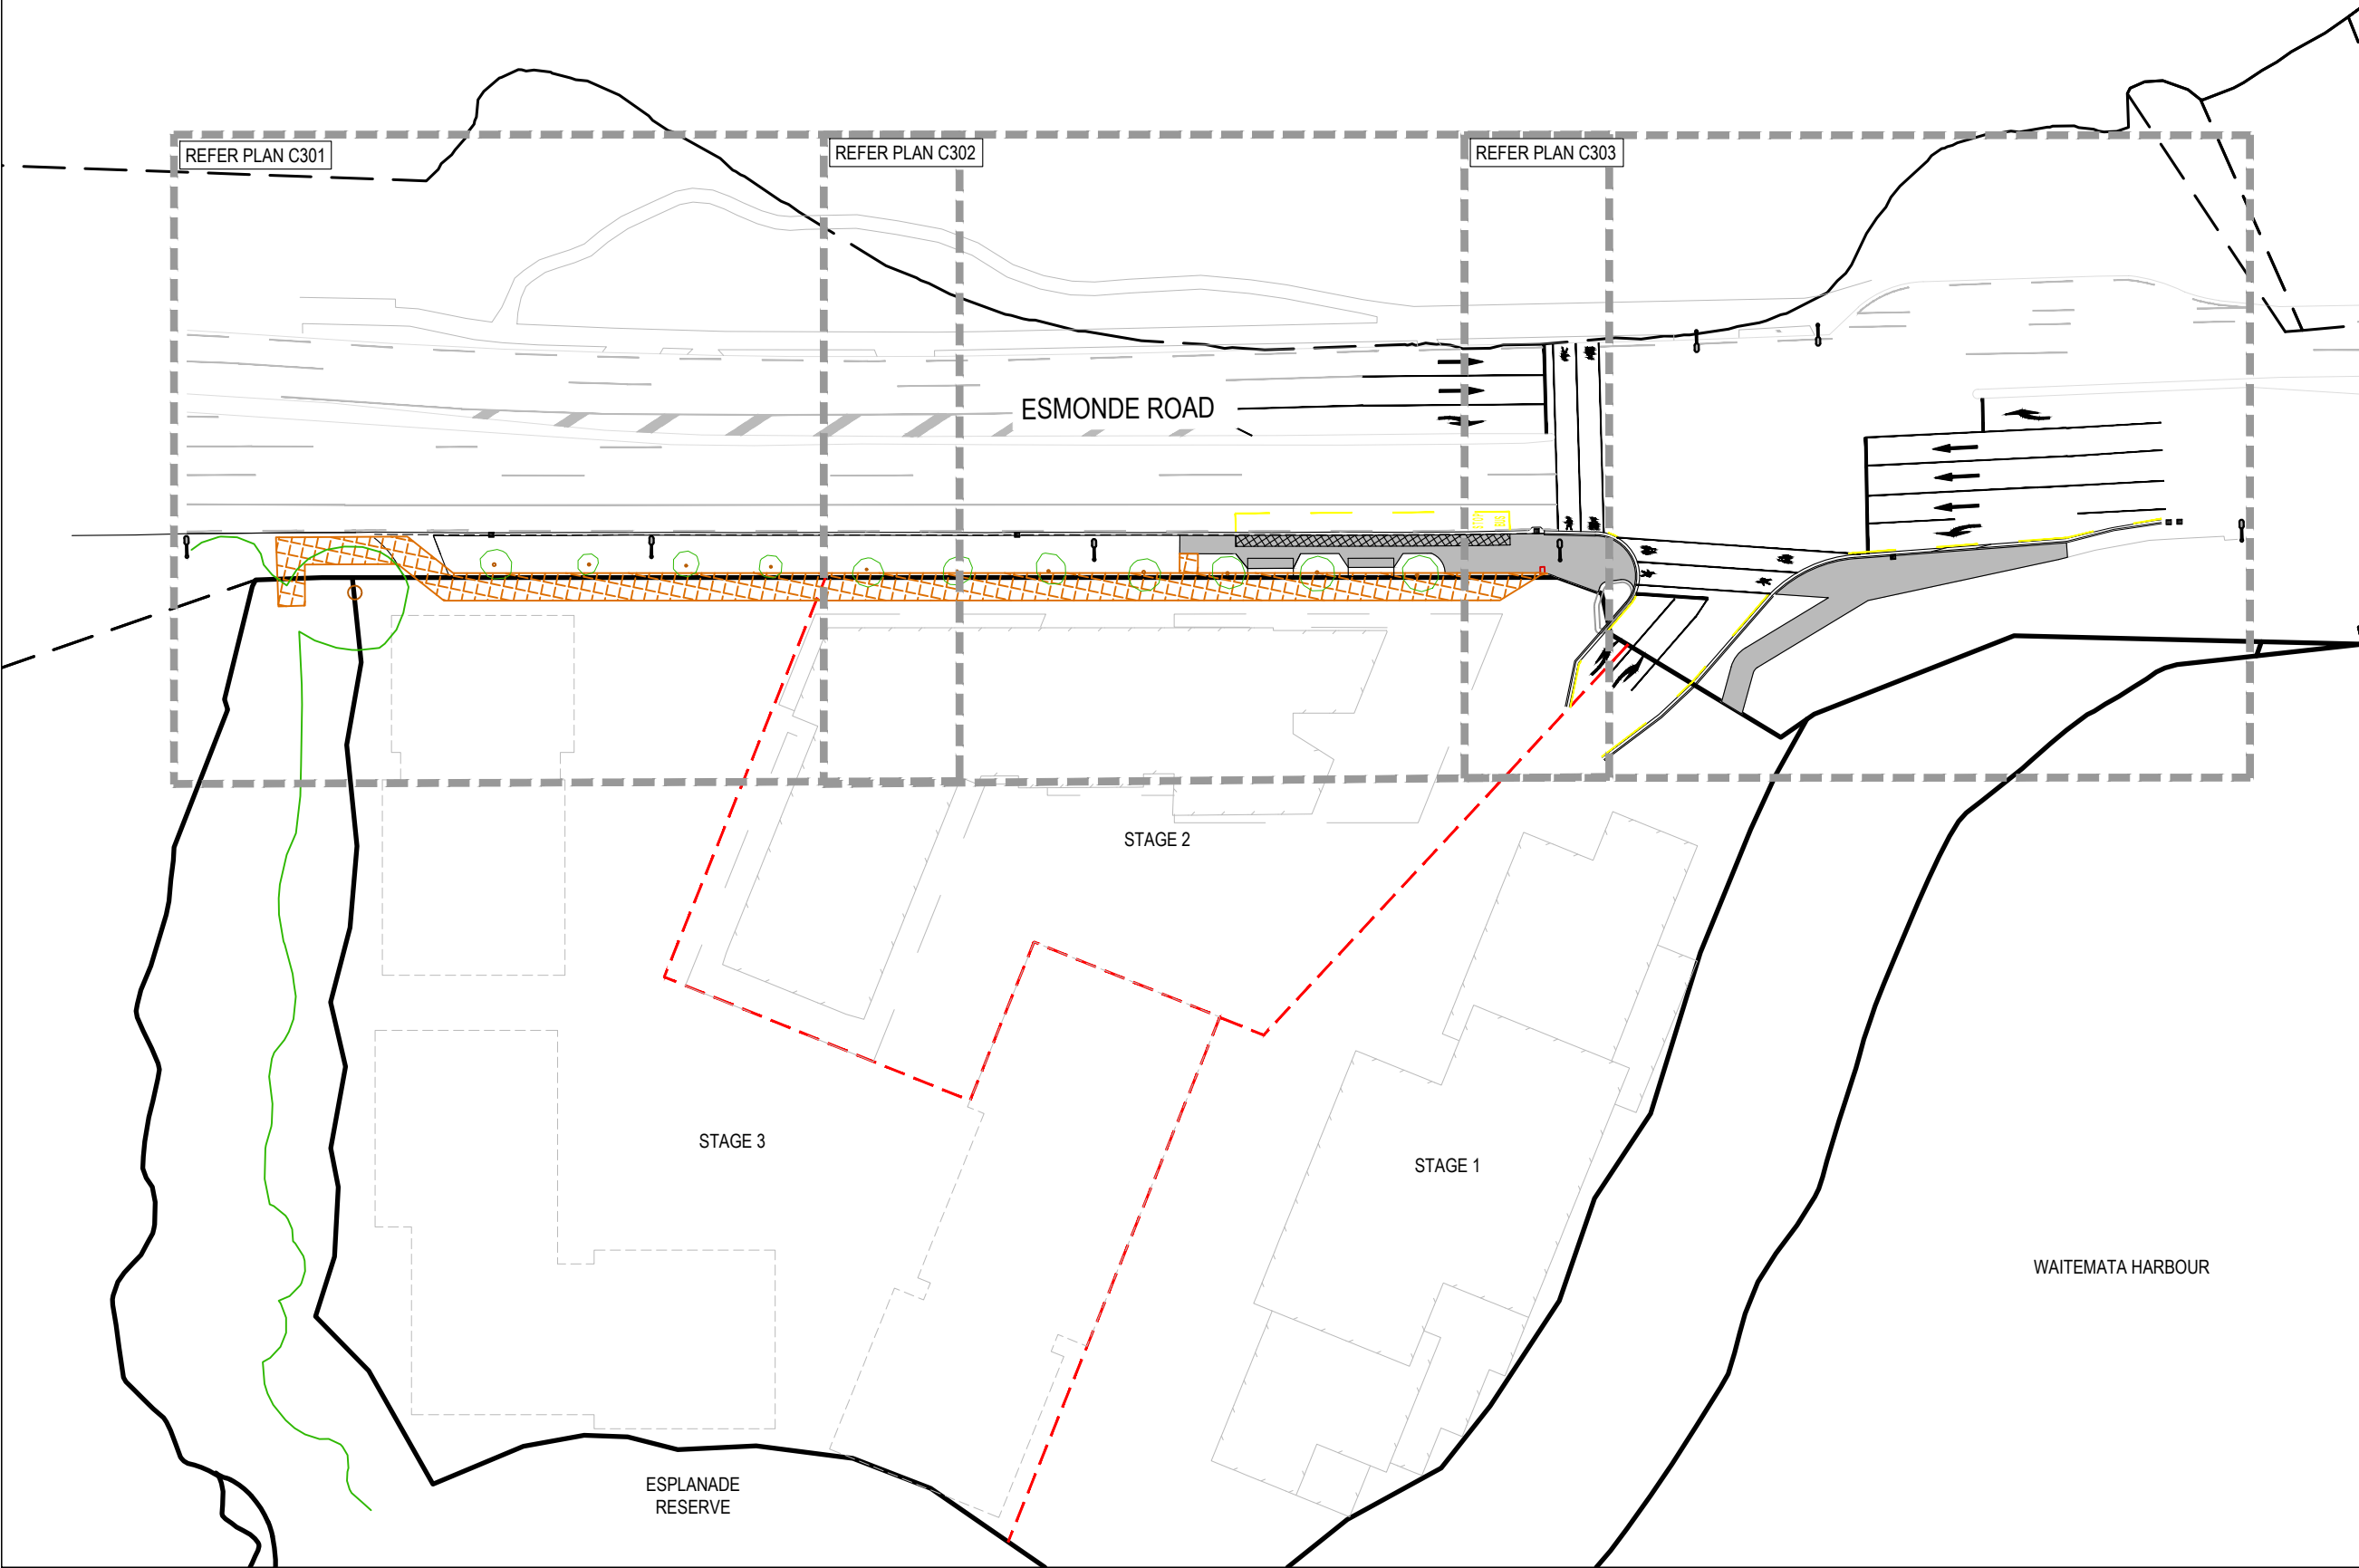 REFER PLAN C301
REFER PLAN C302
REFER PLAN C303
ESMONDE ROAD
STAGE 2
STAGE 3
STAGE 1
WAITEMATA HARBOUR
ESPLANADE
RESERVE